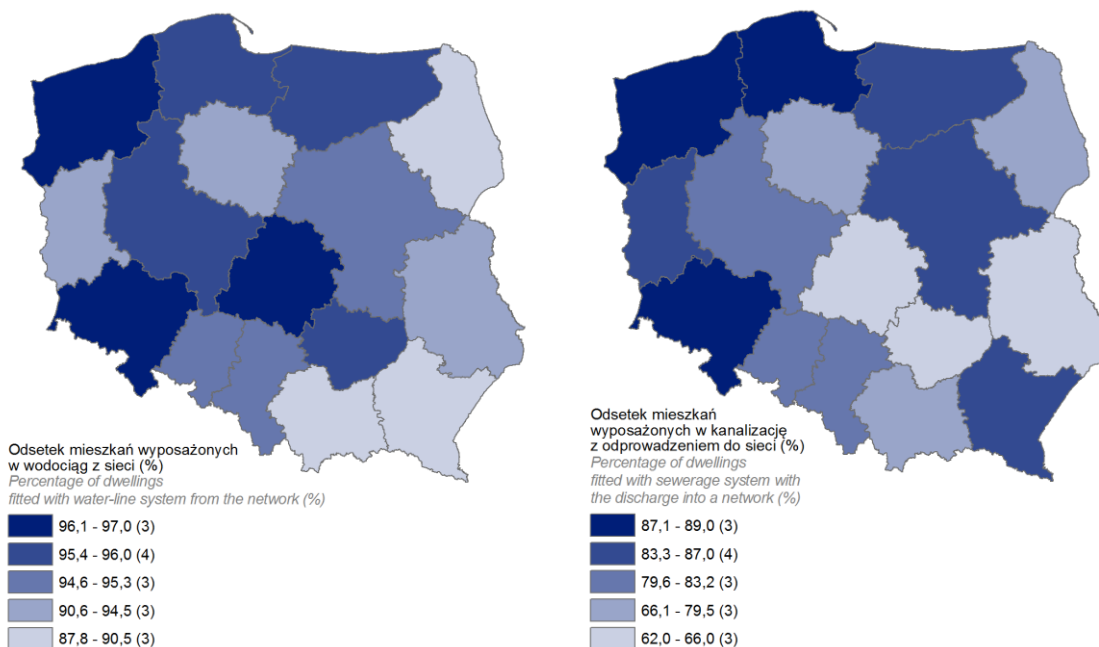 Odsetek mieszkań wyposażonych
w wodociąg z sieci (%)
Percentage of dwellings
fitted with water-line system from the network (%)
96,1 - 97,0 (3)
95,4 - 96,0 (4)
94,6 - 95,3 (3)
90,6 - 94,5 (3)
87,8 - 90,5 (3)
Odsetek mieszkań
wyposażonych w kanalizację
z odprowadzeniem do sieci (%)
Percentage of dwellings
fitted with sewerage system with
the discharge into a network (%)
87,1 - 89,0 (3)
83,3 - 87,0 (4)
79,6 - 83,2 (3)
66,1 - 79,5 (3)
62,0 - 66,0 (3)